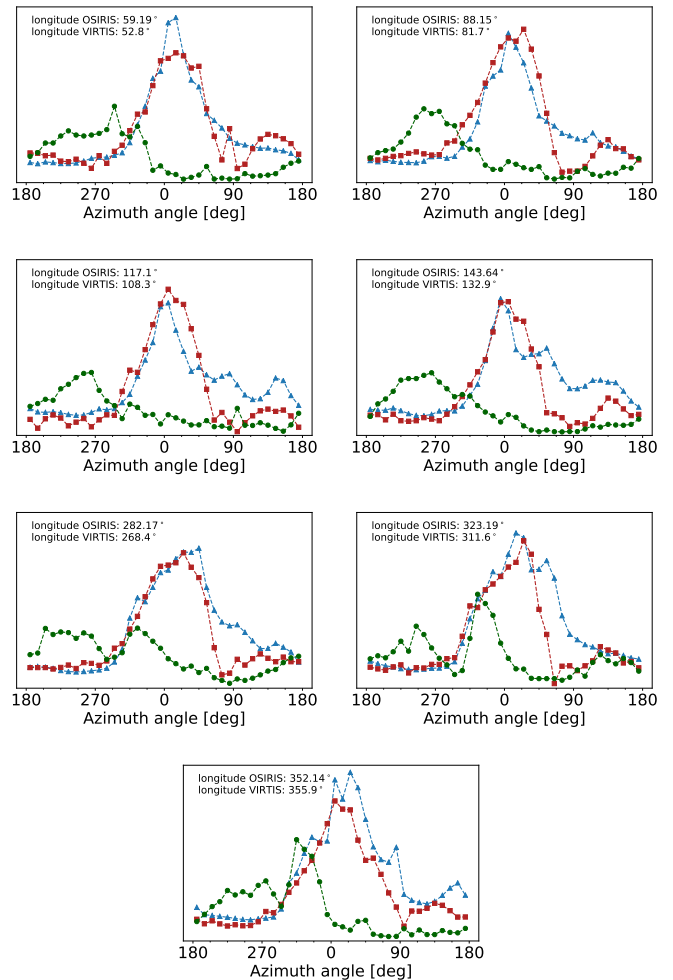 longitude OSIRIS: 59.19°
longitude VIRTIS: 52.8°
180 270 0 90 180
Azimuth angle [deg]
longitude OSIRIS: 88.15°
longitude VIRTIS: 81.7°
180 270 0 90 180
Azimuth angle [deg]
longitude OSIRIS: 117.1°
longitude VIRTIS: 108.3°
180 270 0 90 180
Azimuth angle [deg]
longitude OSIRIS: 143.64°
longitude VIRTIS: 132.9°
180 270 0 90 180
Azimuth angle [deg]
longitude OSIRIS: 282.17°
longitude VIRTIS: 268.4°
180 270 0 90 180
Azimuth angle [deg]
longitude OSIRIS: 323.19°
longitude VIRTIS: 311.6°
180 270 0 90 180
Azimuth angle [deg]
longitude OSIRIS: 352.14°
longitude VIRTIS: 355.9°
180 270 0 90 180
Azimuth angle [deg]